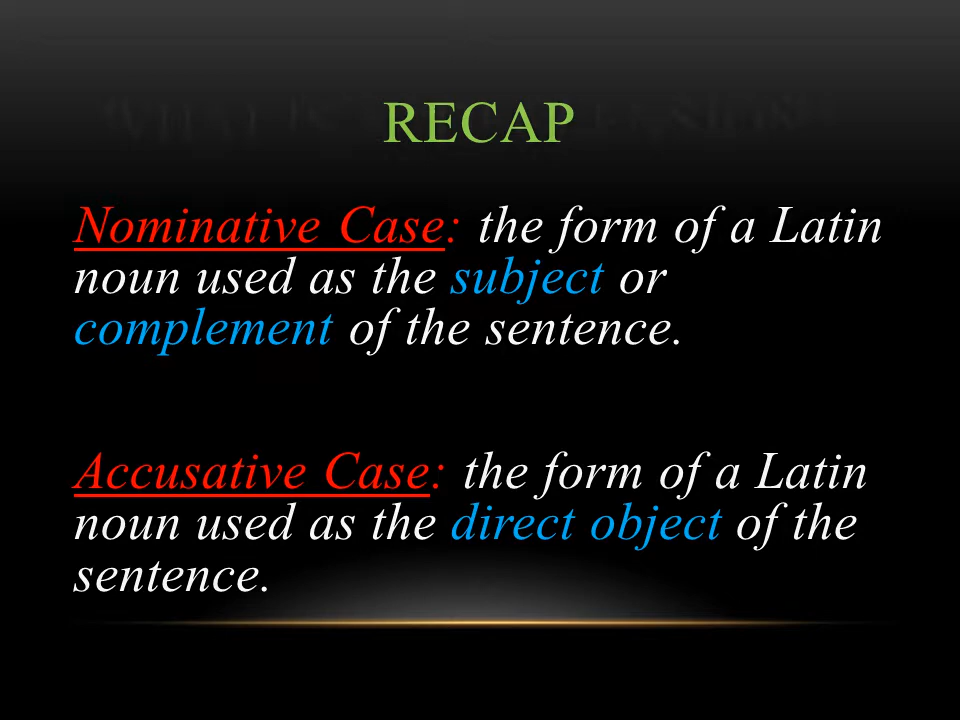 RECAP
Nominative Case: the form of a Latin
noun used as the subject or
complement of the sentence.
Accusative Case: the form of a Latin
noun used as the direct object of the
sentence.